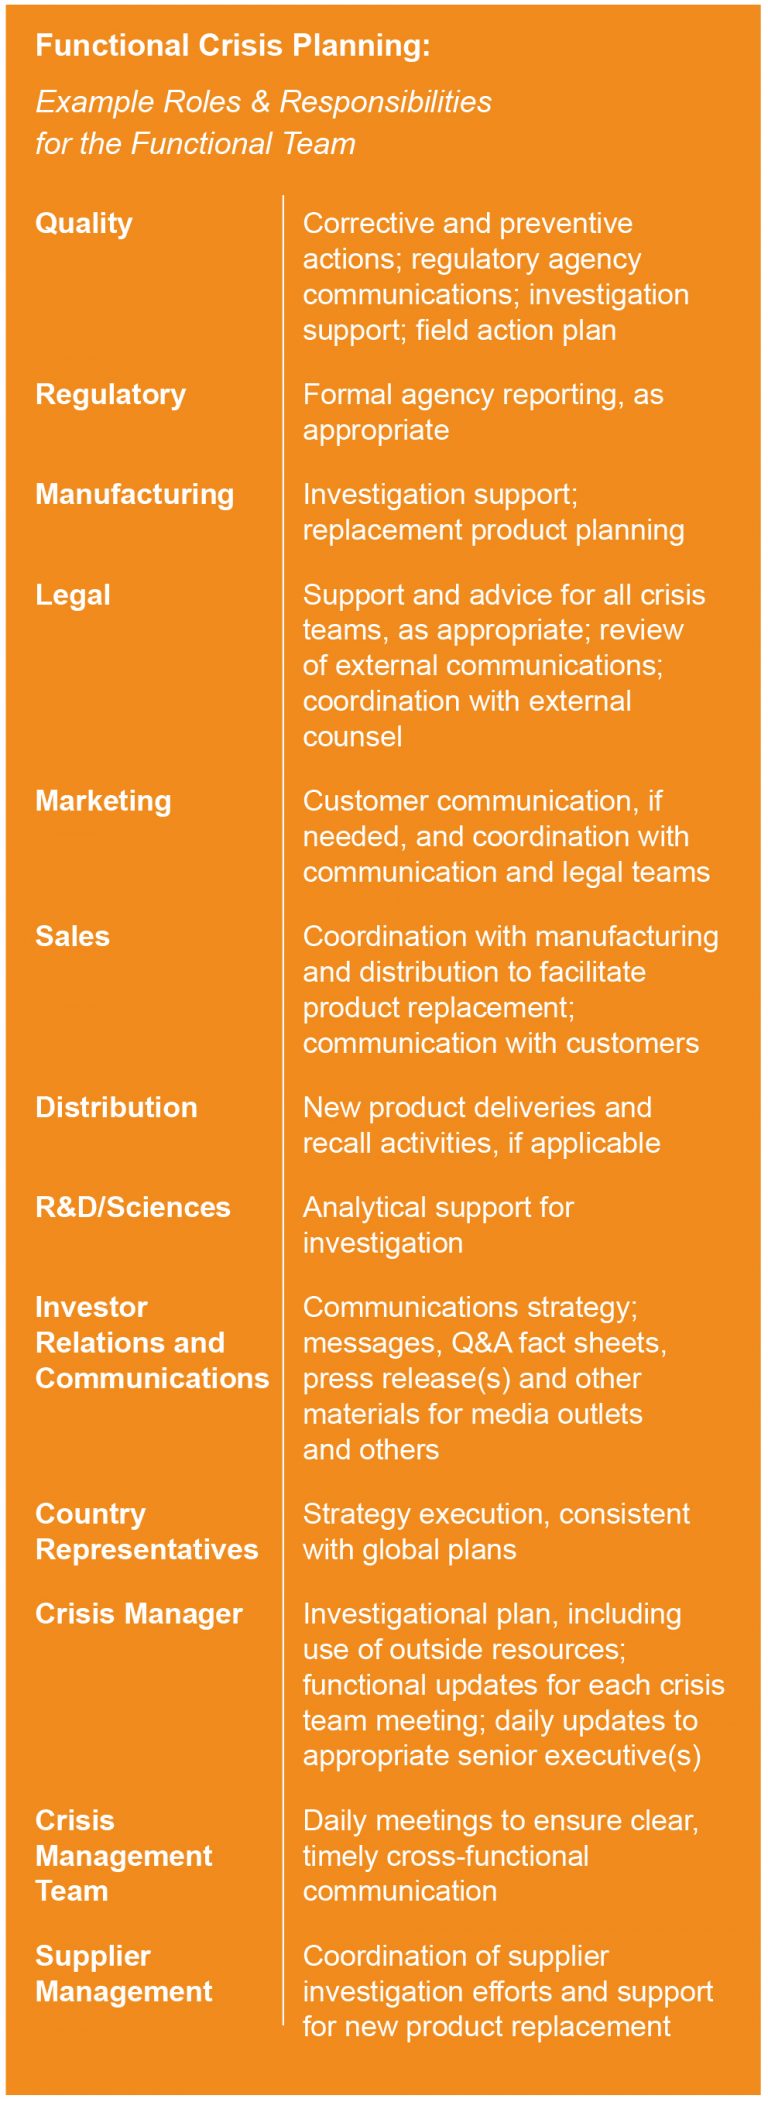 Functional Crisis Planning:
Example Roles & Responsibilities
for the Functional Team
Quality
Corrective and preventive
actions; regulatory agency
communications; investigation
support; field action plan
Regulatory
Formal agency reporting, as
appropriate
Manufacturing
Investigation support;
replacement product planning
Legal
Support and advice for all crisis
teams, as appropriate; review
of external communications;
coordination with external
counsel
Marketing
Customer communication, if
needed, and coordination with
communication and legal teams
Sales
Coordination with manufacturing
and distribution to facilitate
product replacement;
communication with customers
Distribution
New product deliveries and
recall activities, if applicable
R&D/Sciences
Analytical support for
investigation
Investor
Relations and
Communications
Communications strategy;
messages, Q&A fact sheets,
press release(s) and other
materials for media outlets
and others
Country
Representatives
Strategy execution, consistent
with global plans
Crisis Manager
Investigational plan, including
use of outside resources;
functional updates for each crisis
team meeting; daily updates to
appropriate senior executive(s)
Crisis
Management
Team
Daily meetings to ensure clear,
timely cross-functional
communication
Supplier
Management
Coordination of supplier
investigation efforts and support
for new product replacement